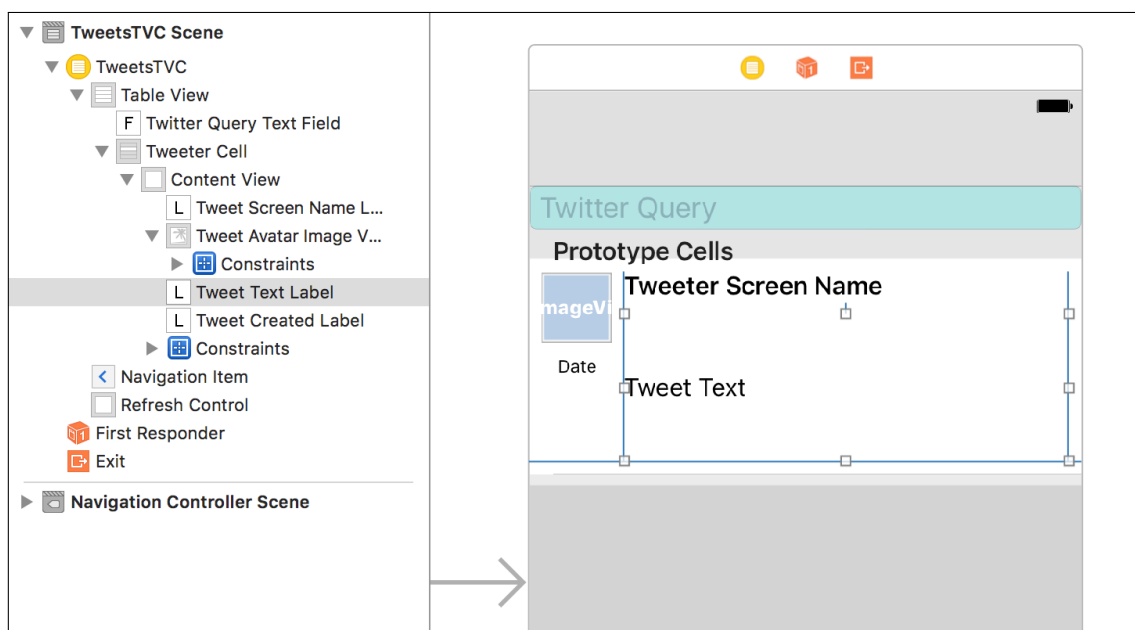 TweetsTVC Scene
TweetsTVC
Table View
F Twitter Query Text Field
Tweeter Cell
Content View
L Tweet Screen Name L...
Tweet Avatar Image V...
Constraints
L Tweet Text Label
L Tweet Created Label
Constraints
Navigation Item
Refresh Control
First Responder
Exit
Navigation Controller Scene
Twitter Query
Prototype Cells
Tweeter Screen Name
mageVi
Date
Tweet Text